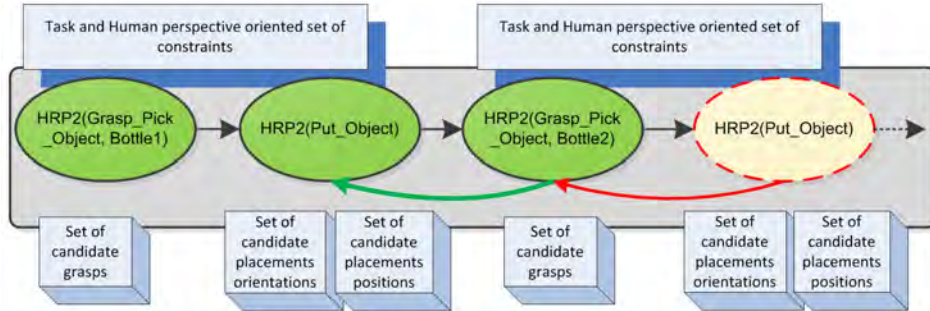 Task and Human perspective oriented set of
constraints
Task and Human perspective oriented set of
constraints
HRP2(Grasp_Pick
_Object, Bottle1)
HRP2(Put_Object)
HRP2(Grasp_Pick
_Object, Bottle2)
HRP2(Put_Object)
Set of
candidate
grasps
Set of
candidate
placements
orientations
Set of
candidate
placements
positions
Set of
candidate
grasps
Set of
candidate
placements
orientations
Set of
candidate
placements
positions